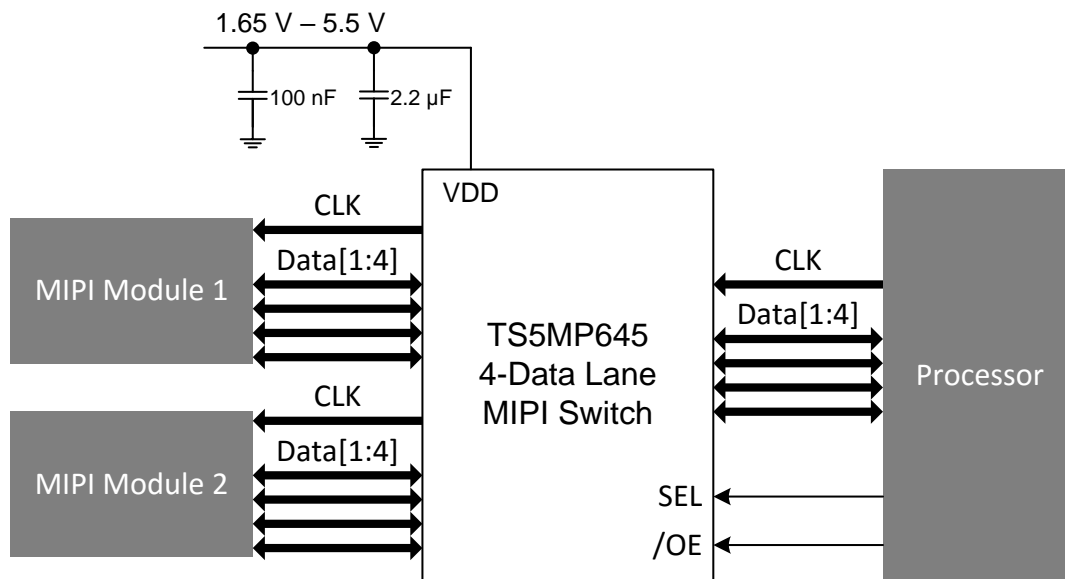 1.65 V – 5.5 V
100 nF
2.2 µF
VDD
CLK
Data[1:4]
MIPI Module 1
CLK
Data[1:4]
MIPI Module 2
TS5MP645
4-Data Lane
MIPI Switch
CLK
Data[1:4]
SEL
/OE
Processor